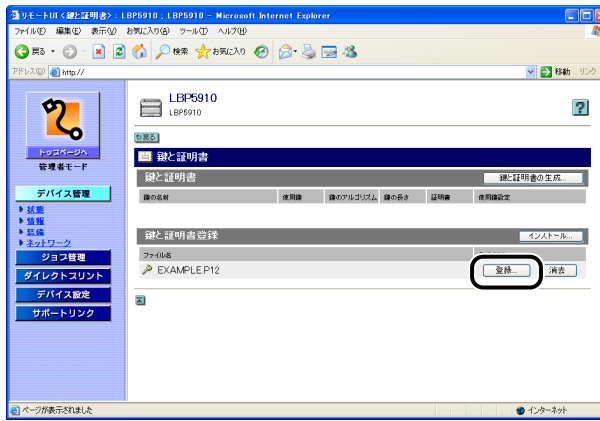 リモートUI <鍵と証明書> : LBP5910 ; LBP5910 - Microsoft Internet Explorer
ファイル(F) 編集(E) 表示(V) お気に入り(A) ツール(T) ヘルプ(H)
戻る 検索 お気に入り
アドレス(D) http:// 移動 リンク
LBP5910
LBP5910
戻る
トップページへ
管理者モード
鍵と証明書
鍵と証明書 鍵と証明書の生成...
鍵の名前 使用鍵 鍵のアルゴリズム 鍵の長さ 証明書 使用鍵設定
デバイス管理
状態
情報
装備
ネットワーク
ジョブ管理
ダイレクトプリント
デバイス設定
サポートリンク
鍵と証明書登録 インストール...
ファイル名
EXAMPLE.P12 登録... 消去
ページが表示されました インターネット